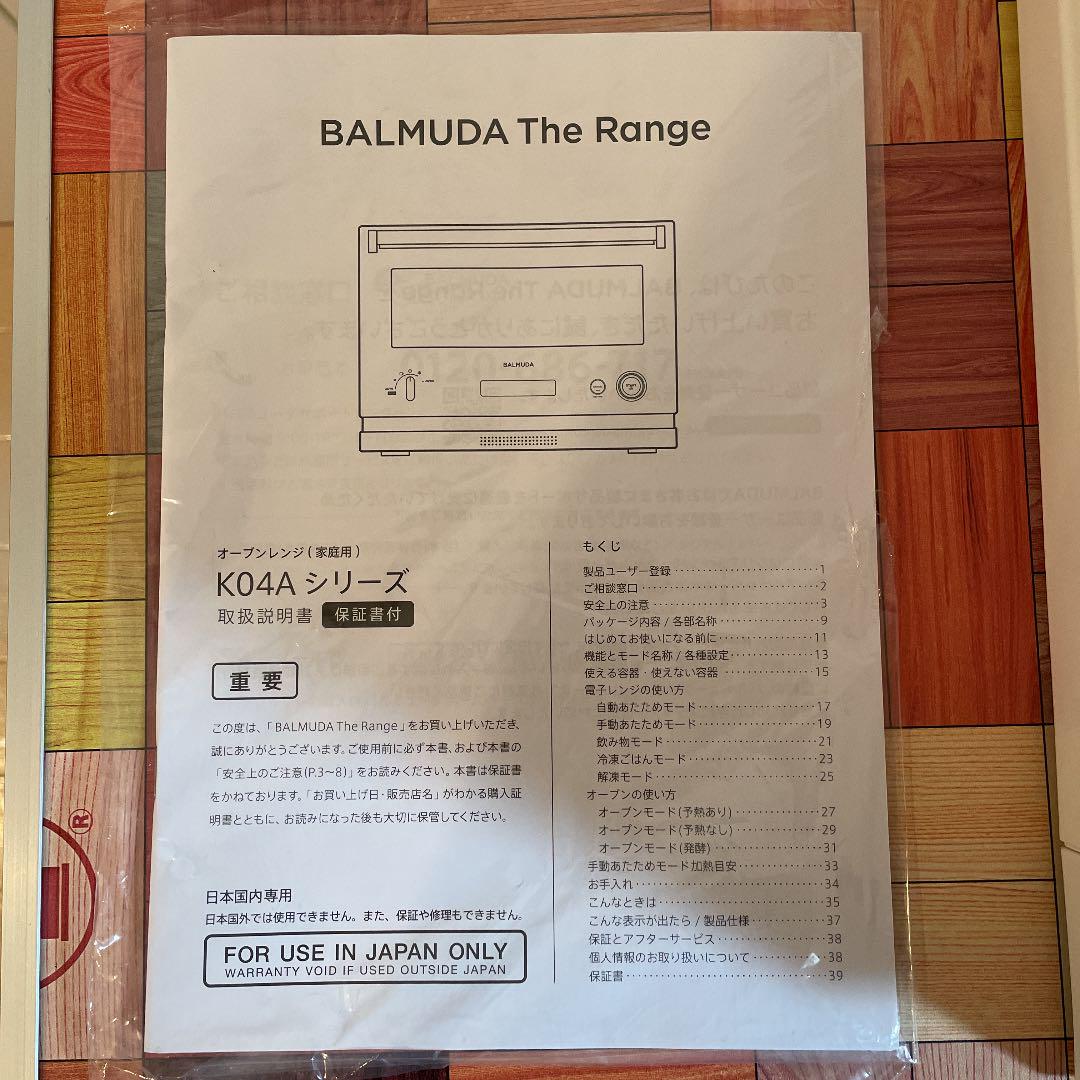 BALMUDA The Range
BALMUDA
オーブンレンジ(家庭用)
K04A シリーズ
取扱説明書 保証書付
重要
この度は、「BALMUDA The Range」をお買い上げいただき、
誠にありがとうございます。ご使用前に必ず本書、および本書の
「安全上のご注意(P.3〜8)」をお読みください。本書は保証書
をかねております。「お買い上げ日・販売店名」がわかる購入証
明書とともに、お読みになった後も大切に保管してください。
日本国内専用
日本国外では使用できません。また、保証や修理もできません。
FOR USE IN JAPAN ONLY
WARRANTY VOID IF USED OUTSIDE JAPAN
もくじ
製品ユーザー登録 1
ご相談窓口 2
安全上の注意 3
パッケージ内容 / 各部名称 9
はじめてお使いになる前に 11
機能とモード名称 / 各種設定 13
使える容器・使えない容器 15
電子レンジの使い方
自動あたためモード 17
手動あたためモード 19
飲み物モード 21
冷凍ごはんモード 23
解凍モード 25
オーブンの使い方
オーブンモード(予熱あり) 27
オーブンモード(予熱なし) 29
オーブンモード(発酵) 31
手動あたためモード加熱目安 33
お手入れ 34
こんなときは 35
こんな表示が出たら / 製品仕様 37
保証とアフターサービス 38
個人情報のお取り扱いについて 38
保証書 39
®